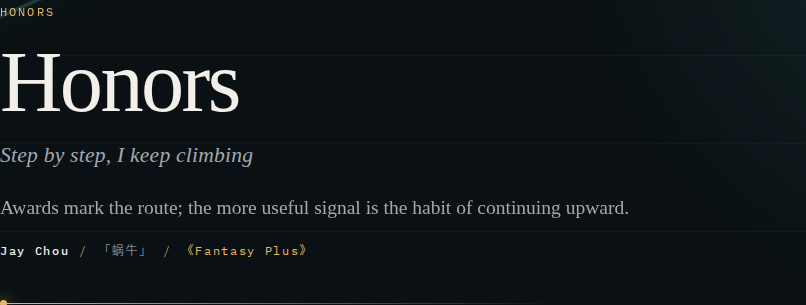 HONORS
Honors
Step by step, I keep climbing
Awards mark the route; the more useful signal is the habit of continuing upward.
Jay Chou / 「蜗牛」 / 《Fantasy Plus》